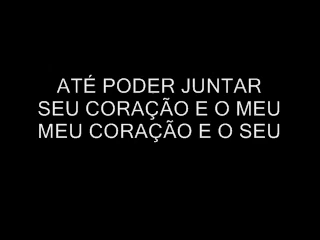 ATÉ PODER JUNTAR
SEU CORAÇÃO E O MEU
MEU CORAÇÃO E O SEU